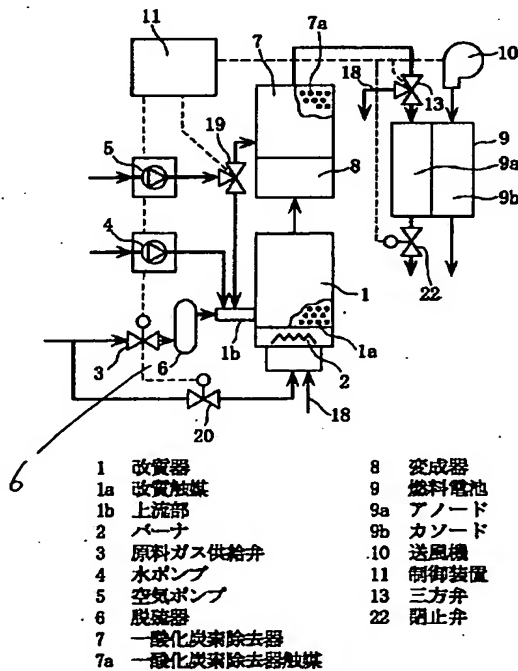 11
7
7a
10
18
13
19
5
8
9
9a
9b
4
22
1
1b
1a
3
6
2
20
18
6
1 改質器
1a 改質触媒
1b 上流部
2 バーナ
3 原料ガス供給弁
4 水ポンプ
5 空気ポンプ
6 脱硫器
7 一酸化炭素除去器
7a 一酸化炭素除去器触媒
8 変成器
9 燃料電池
9a アノード
9b カソード
10 送風機
11 制御装置
13 三方弁
22 閉止弁